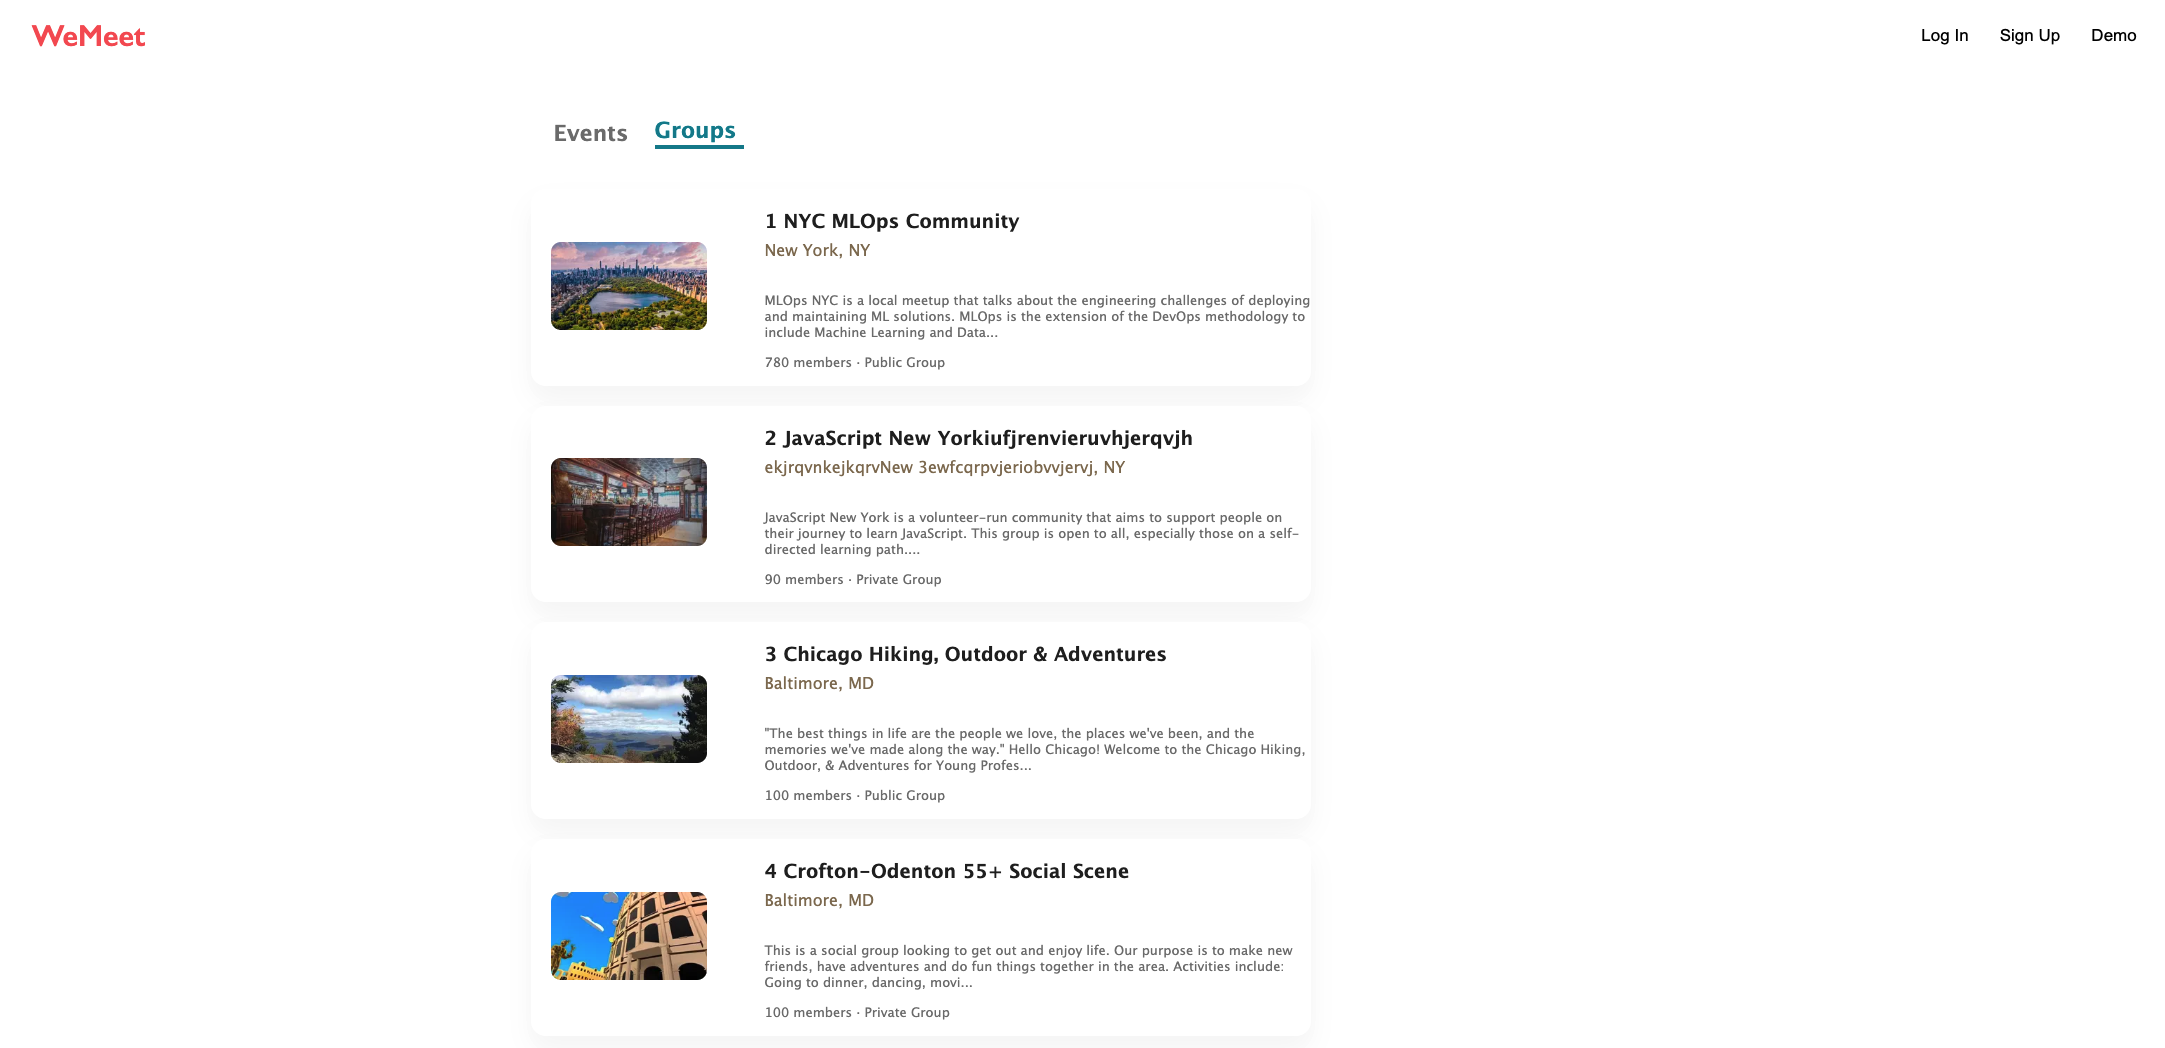 WeMeet
Log In
Sign Up
Demo
Events
Groups
1 NYC MLOps Community
New York, NY
MLOps NYC is a local meetup that talks about the engineering challenges of deploying
and maintaining ML solutions. MLOps is the extension of the DevOps methodology to
include Machine Learning and Data...
780 members · Public Group
2 JavaScript New Yorkiufjrenvieruvhjerqvjh
ekjrqvnkejkqrvNew 3ewfcqrpvjeriobvvjervj, NY
JavaScript New York is a volunteer-run community that aims to support people on
their journey to learn JavaScript. This group is open to all, especially those on a self-
directed learning path....
90 members · Private Group
3 Chicago Hiking, Outdoor & Adventures
Baltimore, MD
"The best things in life are the people we love, the places we've been, and the
memories we've made along the way." Hello Chicago! Welcome to the Chicago Hiking,
Outdoor, & Adventures for Young Profes...
100 members · Public Group
4 Crofton-Odenton 55+ Social Scene
Baltimore, MD
This is a social group looking to get out and enjoy life. Our purpose is to make new
friends, have adventures and do fun things together in the area. Activities include:
Going to dinner, dancing, movi...
100 members · Private Group